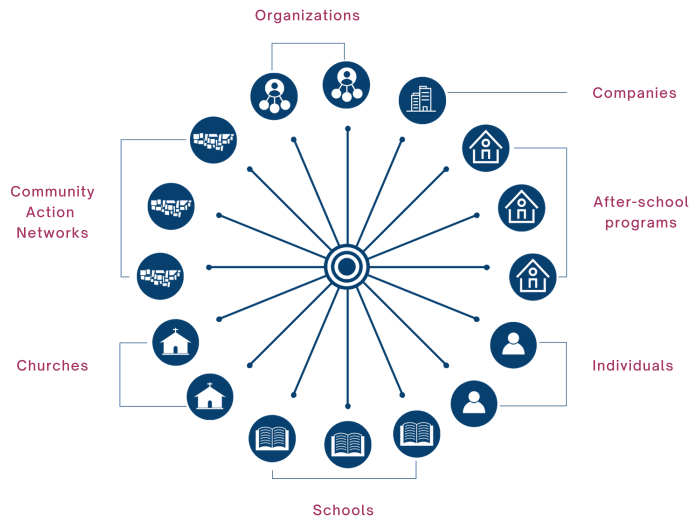 Organizations
Companies
Community
Action
Networks
After-school
programs
Churches
Individuals
Schools